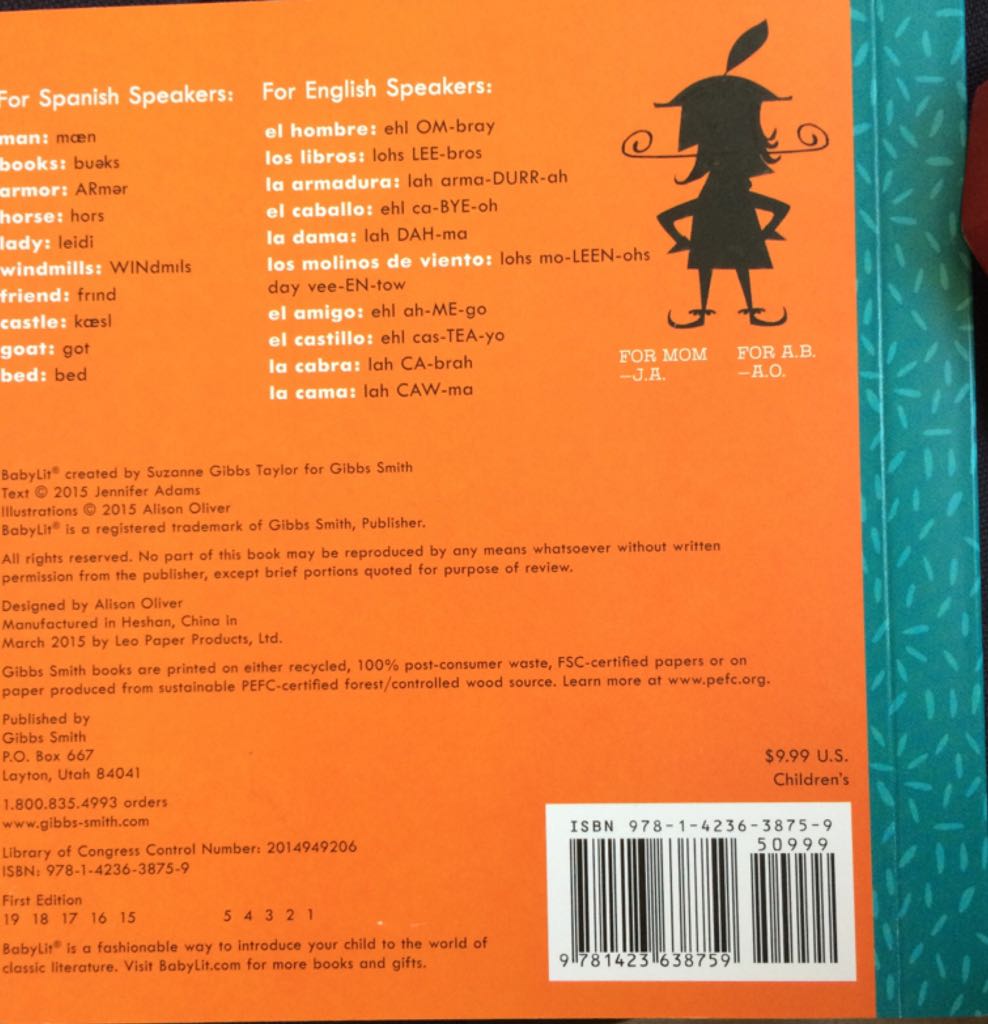 For Spanish Speakers:
man: mæn
books: buəks
armor: ARmər
horse: hors
lady: leidi
windmills: WINdmɪls
friend: frɪnd
castle: kæsl
goat: got
bed: bed
For English Speakers:
el hombre: ehl OM-bray
los libros: lohs LEE-bros
la armadura: lah arma-DURR-ah
el caballo: ehl ca-BYE-oh
la dama: lah DAH-ma
los molinos de viento: lohs mo-LEEN-ohs
day vee-EN-tow
el amigo: ehl ah-ME-go
el castillo: ehl cas-TEA-yo
la cabra: lah CA-brah
la cama: lah CAW-ma
FOR MOM
—J.A.
FOR A.B.
—A.O.
BabyLit® created by Suzanne Gibbs Taylor for Gibbs Smith
Text © 2015 Jennifer Adams
Illustrations © 2015 Alison Oliver
BabyLit® is a registered trademark of Gibbs Smith, Publisher.
All rights reserved. No part of this book may be reproduced by any means whatsoever without written
permission from the publisher, except brief portions quoted for purpose of review.
Designed by Alison Oliver
Manufactured in Heshan, China in
March 2015 by Leo Paper Products, Ltd.
Gibbs Smith books are printed on either recycled, 100% post-consumer waste, FSC-certified papers or on
paper produced from sustainable PEFC-certified forest/controlled wood source. Learn more at www.pefc.org.
Published by
Gibbs Smith
P.O. Box 667
Layton, Utah 84041
1.800.835.4993 orders
www.gibbs-smith.com
Library of Congress Control Number: 2014949206
ISBN: 978-1-4236-3875-9
First Edition
19 18 17 16 15 5 4 3 2 1
BabyLit® is a fashionable way to introduce your child to the world of
classic literature. Visit BabyLit.com for more books and gifts.
$9.99 U.S.
Children's
ISBN 978-1-4236-3875-9
50999
9 781423 638759